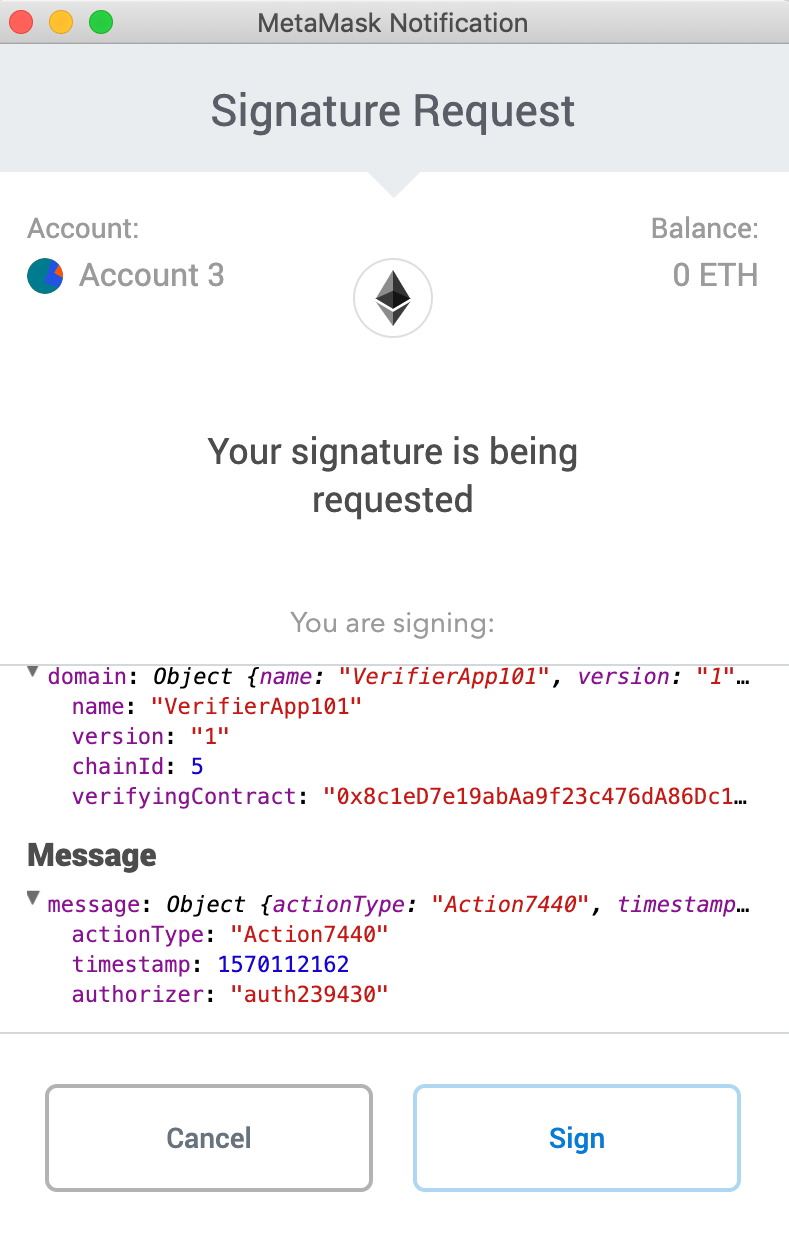 MetaMask Notification
Signature Request
Account:
Balance:
Account 3
0 ETH
Your signature is being
requested
You are signing:
domain: Object {name: "VerifierApp101", version: "1"…
name: "VerifierApp101"
version: "1"
chainId: 5
verifyingContract: "0x8c1eD7e19abAa9f23c476dA86Dc1…
Message
message: Object {actionType: "Action7440", timestamp…
actionType: "Action7440"
timestamp: 1570112162
authorizer: "auth239430"
Cancel
Sign